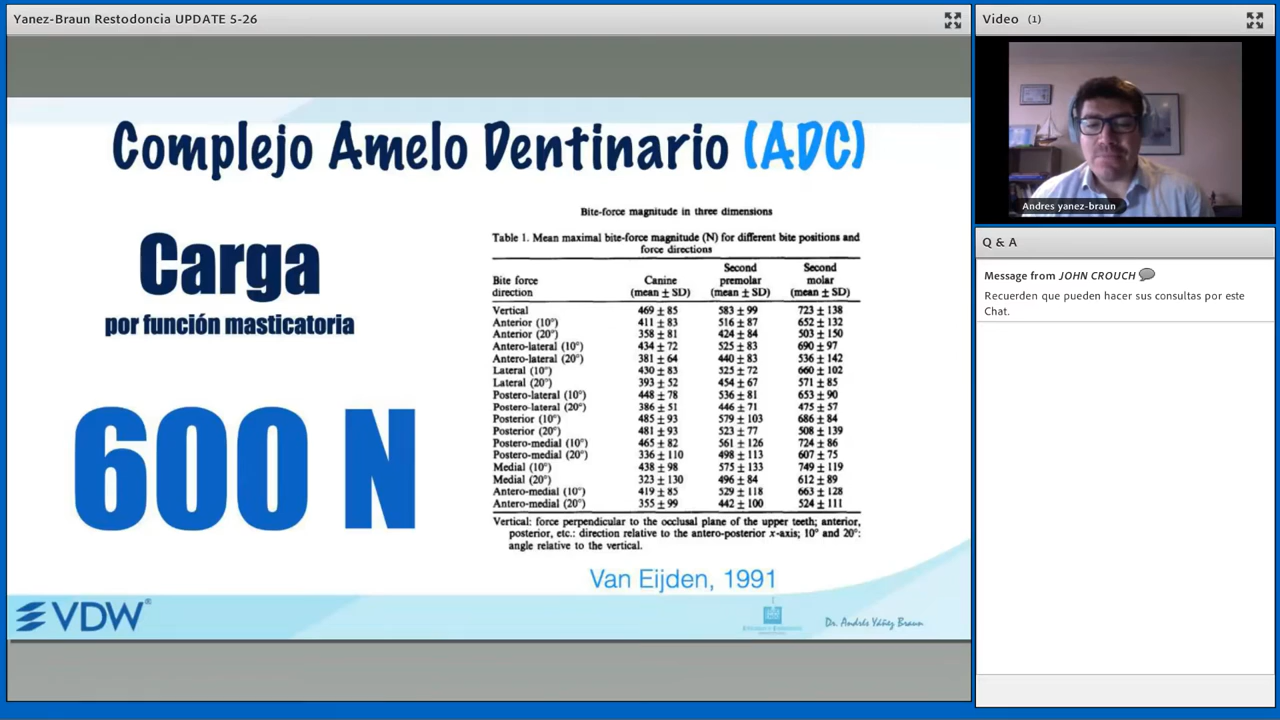 Yanez-Braun Restodoncia UPDATE 5-26
Complejo Amelo Dentinario (ADC)
Carga
por función masticatoria
600 N
Bite-force magnitude in three dimensions
Table 1. Mean maximal bite-force magnitude (N) for different bite positions and
force directions
Bite force direction Canine (mean ± SD) Second premolar (mean ± SD) Second molar (mean ± SD)
Vertical 469 ± 85 583 ± 99 723 ± 138
Anterior (10°) 411 ± 83 516 ± 87 652 ± 132
Anterior (20°) 358 ± 81 424 ± 84 503 ± 150
Antero-lateral (10°) 434 ± 72 525 ± 83 690 ± 97
Antero-lateral (20°) 381 ± 64 440 ± 83 536 ± 142
Lateral (10°) 430 ± 83 525 ± 72 660 ± 102
Lateral (20°) 393 ± 52 454 ± 67 571 ± 85
Postero-lateral (10°) 448 ± 78 536 ± 81 653 ± 90
Postero-lateral (20°) 386 ± 51 446 ± 71 475 ± 57
Posterior (10°) 485 ± 93 579 ± 103 686 ± 84
Posterior (20°) 481 ± 93 523 ± 77 508 ± 139
Postero-medial (10°) 465 ± 82 561 ± 126 724 ± 86
Postero-medial (20°) 336 ± 110 498 ± 113 607 ± 75
Medial (10°) 438 ± 98 575 ± 133 749 ± 119
Medial (20°) 323 ± 130 496 ± 84 612 ± 89
Antero-medial (10°) 419 ± 85 529 ± 118 663 ± 128
Antero-medial (20°) 355 ± 99 442 ± 100 524 ± 111
Vertical: force perpendicular to the occlusal plane of the upper teeth; anterior,
posterior, etc.: direction relative to the antero-posterior x-axis; 10° and 20°:
angle relative to the vertical.
Van Eijden, 1991
VDW®
Dr. Andrés Yáñez Braun
Video (1)
Andres yanez-braun
Q & A
Message from JOHN CROUCH
Recuerden que pueden hacer sus consultas por este
Chat.